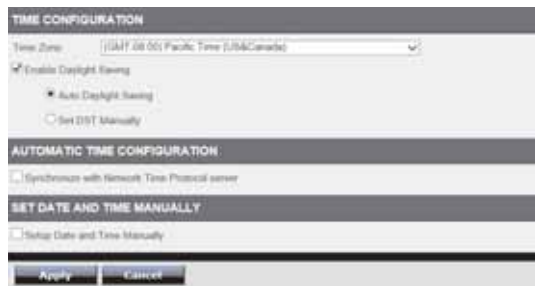 TIME CONFIGURATION
Time Zone (GMT-08:00) Pacific Time (US&Canada)
Enable Daylight Saving
Auto Daylight Saving
Set DST Manually
AUTOMATIC TIME CONFIGURATION
Synchronize with Network Time Protocol server
SET DATE AND TIME MANUALLY
Setup Date and Time Manually
Apply Cancel